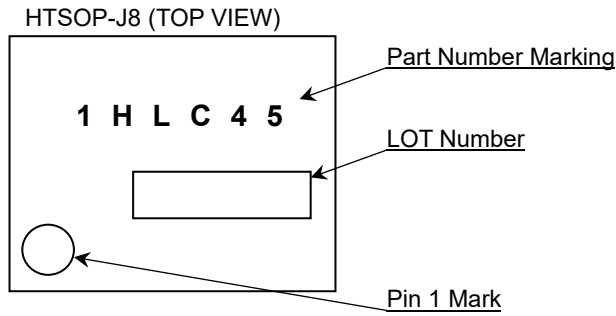 HTSOP-J8 (TOP VIEW)
Part Number Marking
1 H L C 4 5
LOT Number
Pin 1 Mark